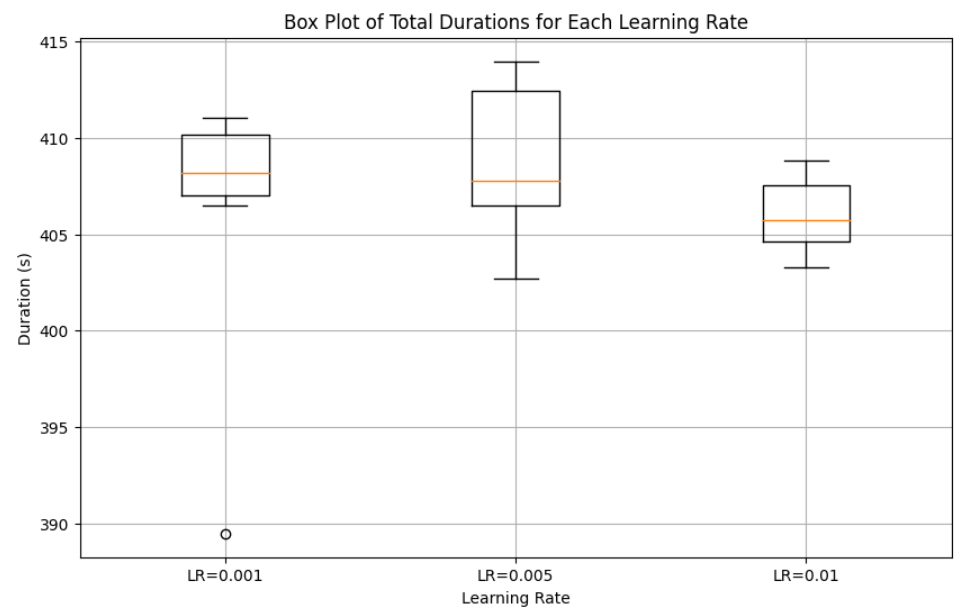 Box Plot of Total Durations for Each Learning Rate
415
410
405
400
395
390
Duration (s)
LR=0.001 LR=0.005 LR=0.01
Learning Rate